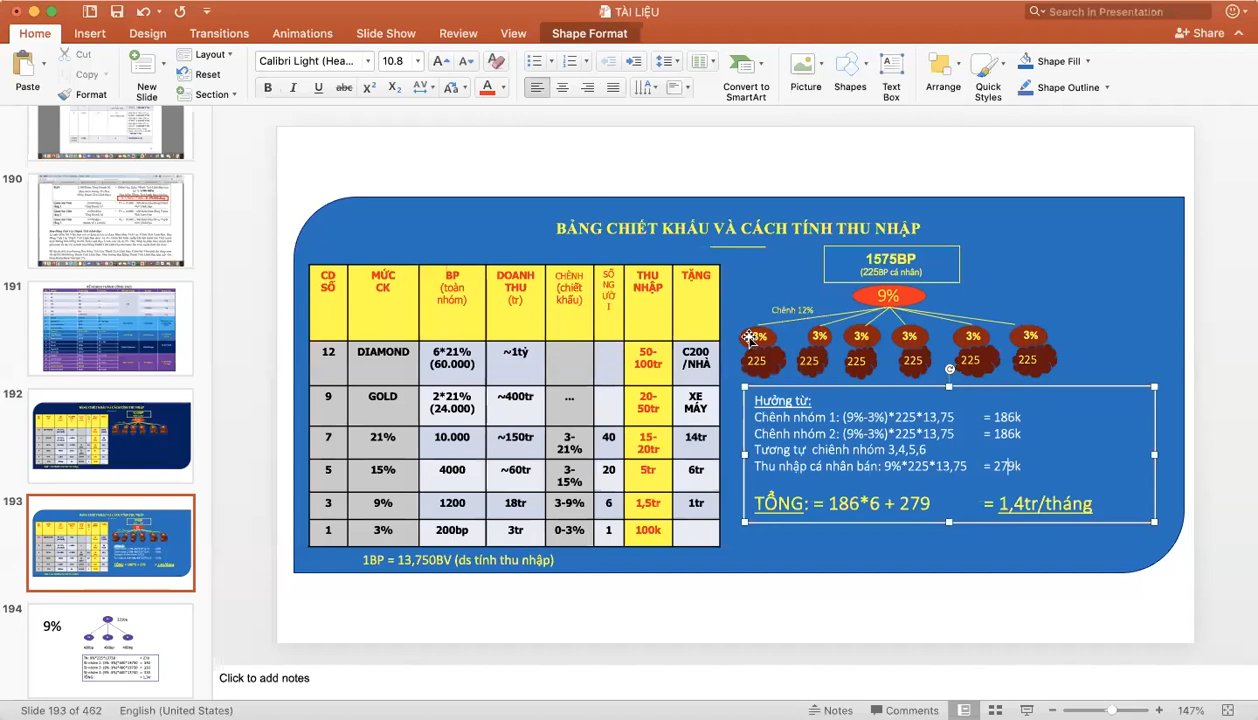 TÀI LIỆU
Search in Presentation
Home
Insert
Design
Transitions
Animations
Slide Show
Review
View
Shape Format
Share
Paste
Cut
Copy
Format
New
Slide
Layout
Reset
Section
Calibri Light (Hea...
10.8
Convert to
SmartArt
Picture
Shapes
Text
Box
Arrange
Quick
Styles
Shape Fill
Shape Outline
190
191
192
193
194
9%
BẢNG CHIẾT KHẤU VÀ CÁCH TÍNH THU NHẬP
CD SỐ | MỨC CK | BP (toàn nhóm) | DOANH THU (tr) | CHÊNH (chiết khấu) | SỐ NGƯỜI | THU NHẬP | TẶNG
12 | DIAMOND | 6*21% (60.000) | ~1tỷ | 50-100tr | C200 /NHÀ
9 | GOLD | 2*21% (24.000) | ~400tr | ... | 20-50tr | XE MÁY
7 | 21% | 10.000 | ~150tr | 3-21% | 40 | 15-20tr | 14tr
5 | 15% | 4000 | ~60tr | 3-15% | 20 | 5tr | 6tr
3 | 9% | 1200 | 18tr | 3-9% | 6 | 1,5tr | 1tr
1 | 3% | 200bp | 3tr | 0-3% | 1 | 100k
1BP = 13,750BV (ds tính thu nhập)
1575BP
(225BP cá nhân)
9%
Chênh 12%
3% 3% 3% 3% 3% 3%
225 225 225 225 225 225
Hưởng từ:
Chênh nhóm 1: (9%-3%)*225*13,75 = 186k
Chênh nhóm 2: (9%-3%)*225*13,75 = 186k
Tương tự chiênh nhóm 3,4,5,6
Thu nhập cá nhân bán: 9%*225*13,75 = 279k
TỔNG: = 186*6 + 279 = 1,4tr/tháng
Click to add notes
Slide 193 of 462
English (United States)
Notes
Comments
147%